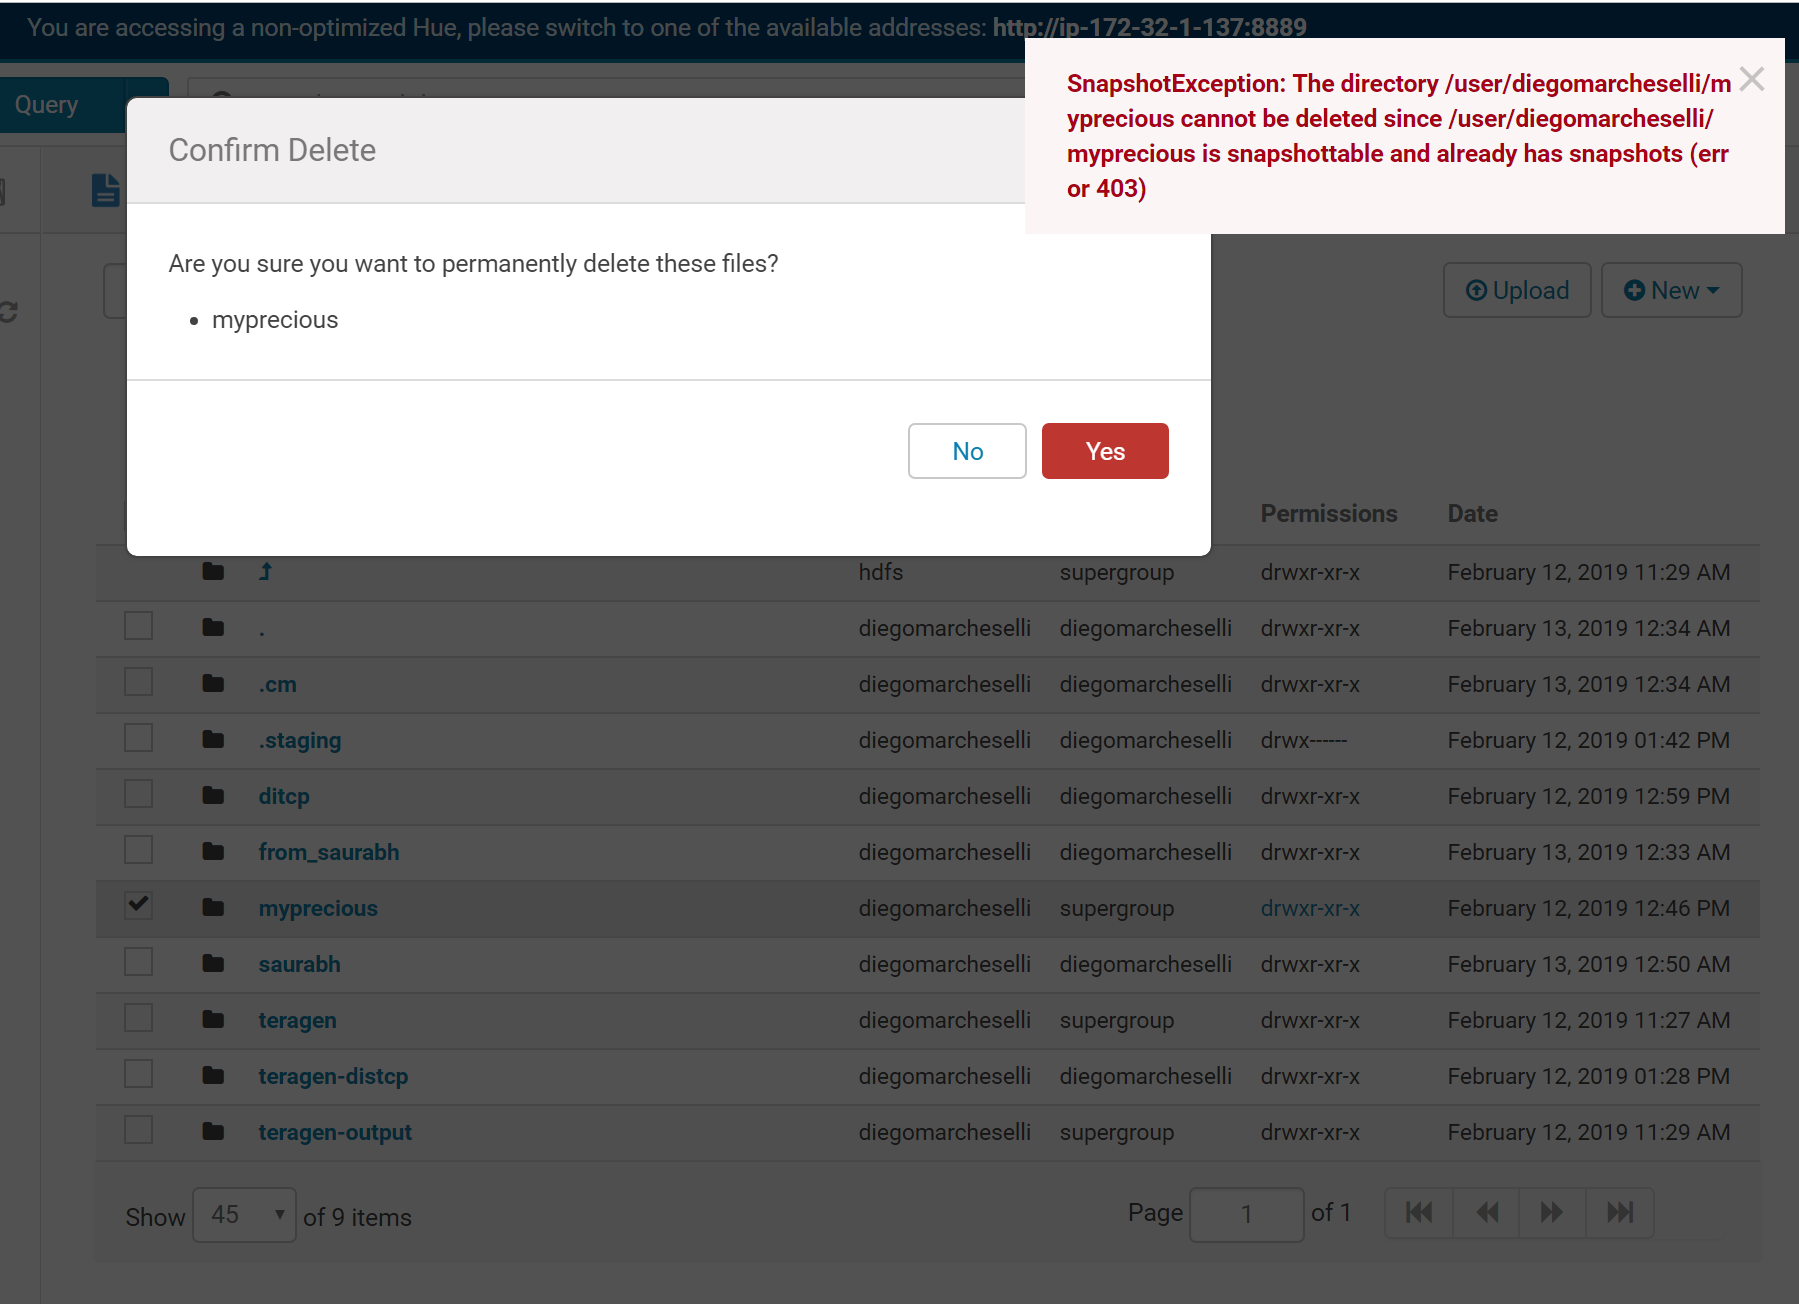 You are accessing a non-optimized Hue, please switch to one of the available addresses: http://ip-172-32-1-137:8889
SnapshotException: The directory /user/diegomarcheselli/m
yprecious cannot be deleted since /user/diegomarcheselli/
myprecious is snapshottable and already has snapshots (err
or 403)
Query
Confirm Delete
Are you sure you want to permanently delete these files?
• myprecious
No Yes
Upload New
Permissions Date
hdfs supergroup drwxr-xr-x February 12, 2019 11:29 AM
. diegomarcheselli diegomarcheselli drwxr-xr-x February 13, 2019 12:34 AM
.cm diegomarcheselli diegomarcheselli drwxr-xr-x February 13, 2019 12:34 AM
.staging diegomarcheselli diegomarcheselli drwx------ February 12, 2019 01:42 PM
ditcp diegomarcheselli diegomarcheselli drwxr-xr-x February 12, 2019 12:59 PM
from_saurabh diegomarcheselli diegomarcheselli drwxr-xr-x February 13, 2019 12:33 AM
myprecious diegomarcheselli supergroup drwxr-xr-x February 12, 2019 12:46 PM
saurabh diegomarcheselli diegomarcheselli drwxr-xr-x February 13, 2019 12:50 AM
teragen diegomarcheselli supergroup drwxr-xr-x February 12, 2019 11:27 AM
teragen-distcp diegomarcheselli diegomarcheselli drwxr-xr-x February 12, 2019 01:28 PM
teragen-output diegomarcheselli supergroup drwxr-xr-x February 12, 2019 11:29 AM
Show 45 of 9 items Page 1 of 1